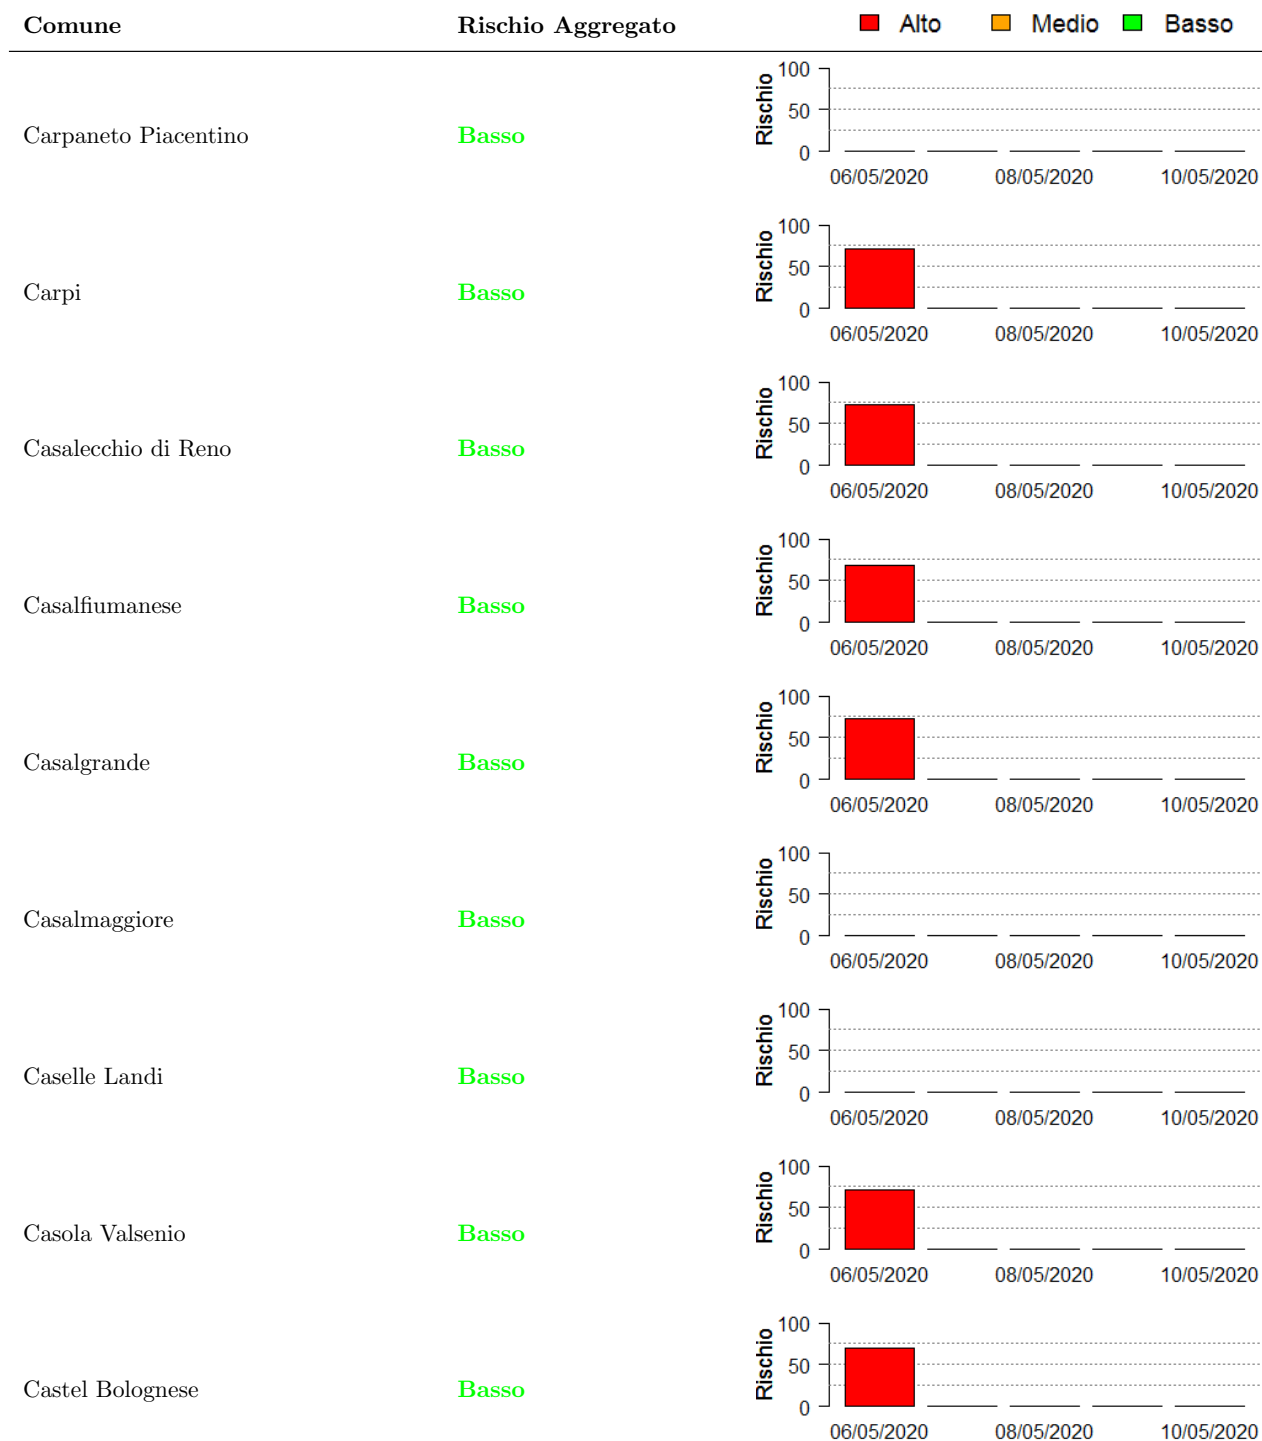 Comune Rischio Aggregato Alto Medio Basso
Carpaneto Piacentino Basso
Rischio
100
50
0
06/05/2020 08/05/2020 10/05/2020
Carpi Basso
Rischio
100
50
0
06/05/2020 08/05/2020 10/05/2020
Casalecchio di Reno Basso
Rischio
100
50
0
06/05/2020 08/05/2020 10/05/2020
Casalfiumanese Basso
Rischio
100
50
0
06/05/2020 08/05/2020 10/05/2020
Casalgrande Basso
Rischio
100
50
0
06/05/2020 08/05/2020 10/05/2020
Casalmaggiore Basso
Rischio
100
50
0
06/05/2020 08/05/2020 10/05/2020
Caselle Landi Basso
Rischio
100
50
0
06/05/2020 08/05/2020 10/05/2020
Casola Valsenio Basso
Rischio
100
50
0
06/05/2020 08/05/2020 10/05/2020
Castel Bolognese Basso
Rischio
100
50
0
06/05/2020 08/05/2020 10/05/2020